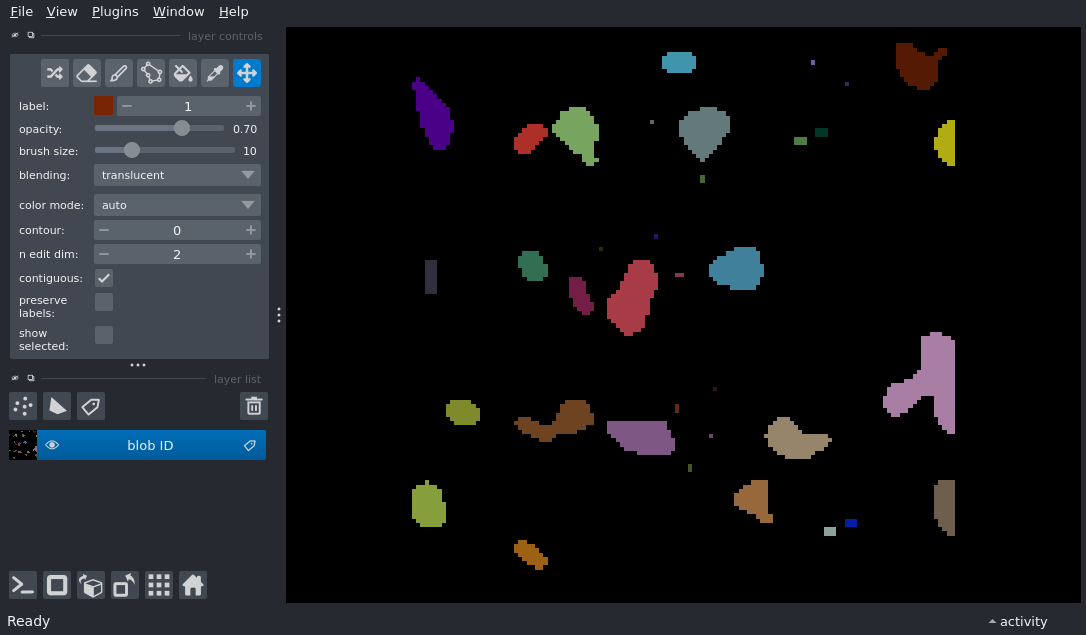 File View Plugins Window Help
layer controls
label: 1
opacity: 0.70
brush size: 10
blending: translucent
color mode: auto
contour: 0
n edit dim: 2
contiguous:
preserve
labels:
show
selected:
layer list
blob ID
Ready
activity